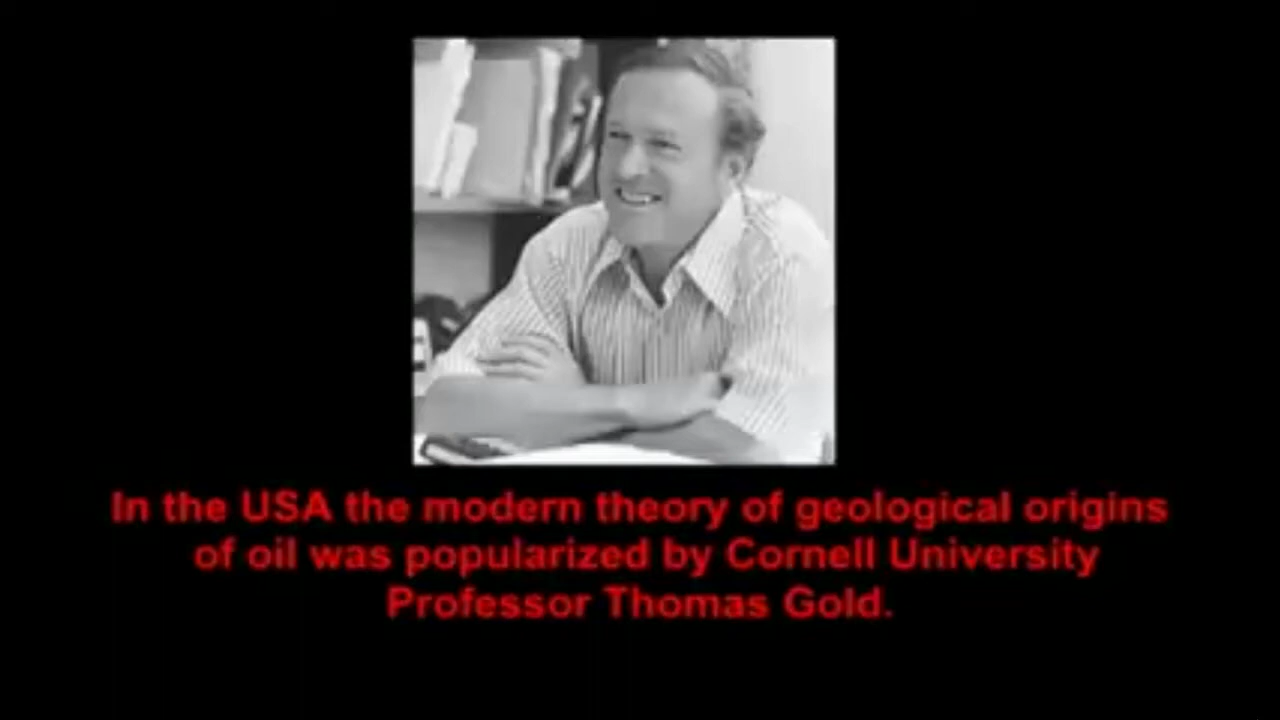 In the USA the modern theory of geological origins
of oil was popularized by Cornell University
Professor Thomas Gold.